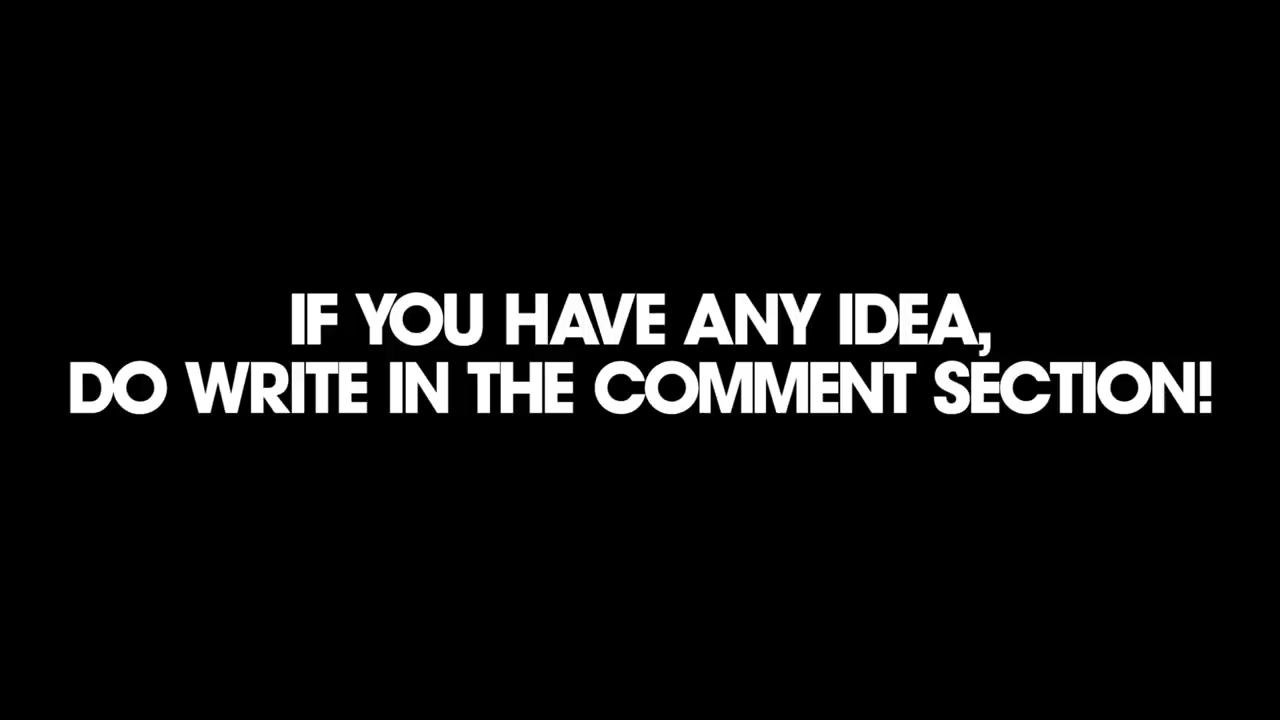 IF YOU HAVE ANY IDEA,
DO WRITE IN THE COMMENT SECTION!